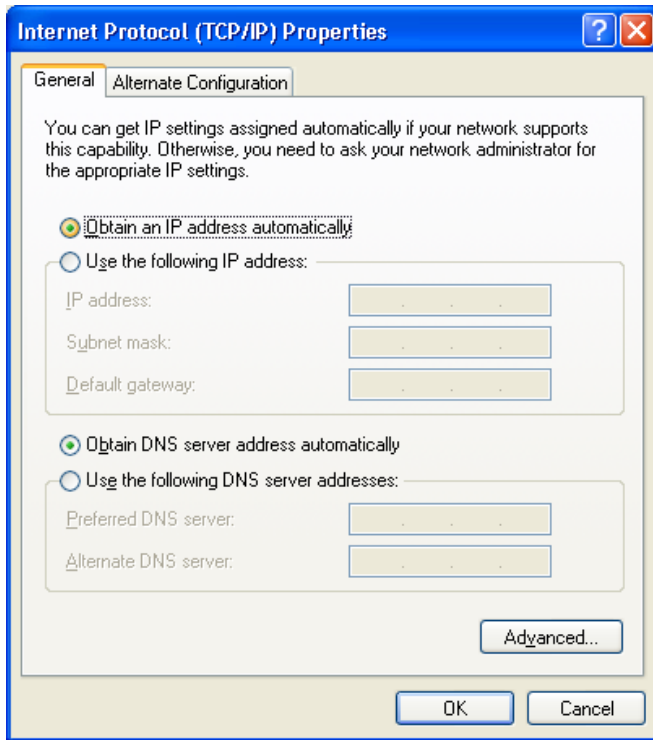 Internet Protocol (TCP/IP) Properties
General
Alternate Configuration
You can get IP settings assigned automatically if your network supports
this capability. Otherwise, you need to ask your network administrator for
the appropriate IP settings.
Obtain an IP address automatically
Use the following IP address:
IP address:
Subnet mask:
Default gateway:
Obtain DNS server address automatically
Use the following DNS server addresses:
Preferred DNS server:
Alternate DNS server:
Advanced...
OK
Cancel